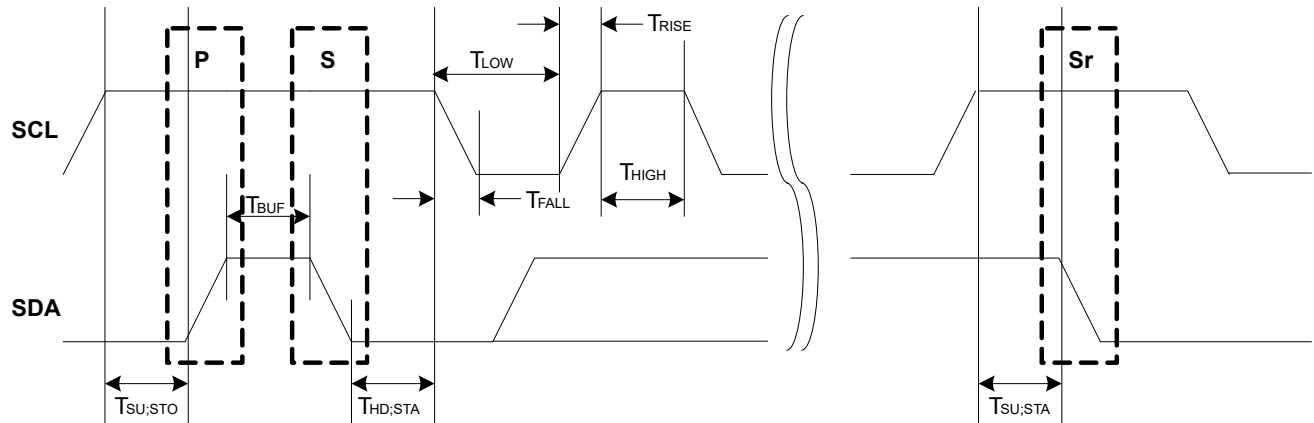 TRISE
P
S
TLOW
Sr
SCL
THIGH
TBUF
TFALL
SDA
TSU;STO
THD;STA
TSU;STA